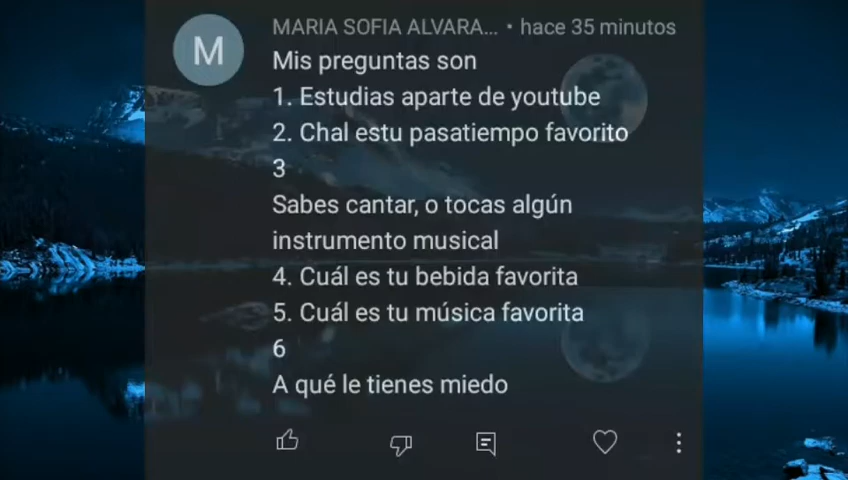 M
MARIA SOFIA ALVARA... • hace 35 minutos
Mis preguntas son
1. Estudias aparte de youtube
2. Chal estu pasatiempo favorito
3
Sabes cantar, o tocas algún
instrumento musical
4. Cuál es tu bebida favorita
5. Cuál es tu música favorita
6
A qué le tienes miedo